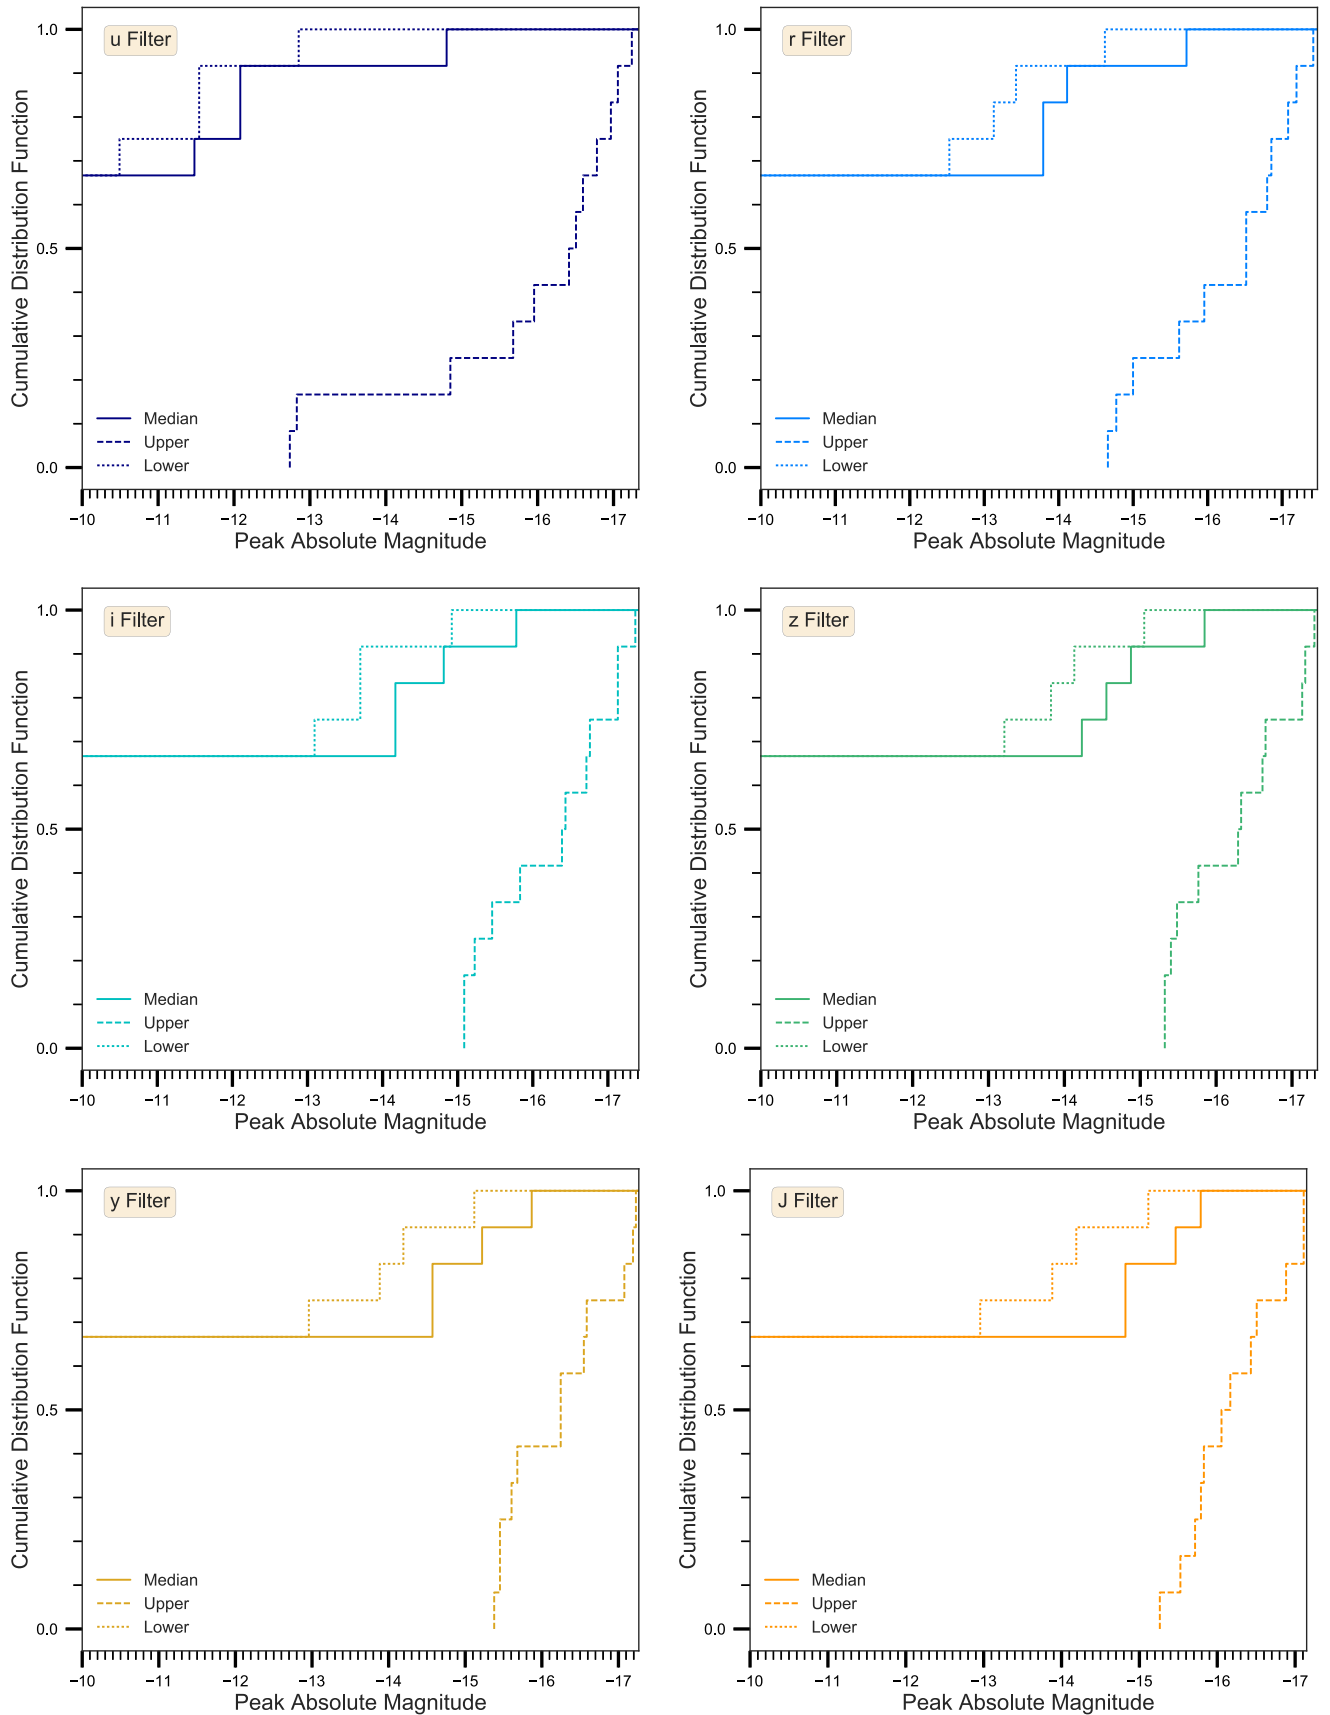 u Filter
Cumulative Distribution Function
1.0
0.5
0.0
Median
Upper
Lower
−10 −11 −12 −13 −14 −15 −16 −17
Peak Absolute Magnitude
r Filter
Cumulative Distribution Function
1.0
0.5
0.0
Median
Upper
Lower
−10 −11 −12 −13 −14 −15 −16 −17
Peak Absolute Magnitude
i Filter
Cumulative Distribution Function
1.0
0.5
0.0
Median
Upper
Lower
−10 −11 −12 −13 −14 −15 −16 −17
Peak Absolute Magnitude
z Filter
Cumulative Distribution Function
1.0
0.5
0.0
Median
Upper
Lower
−10 −11 −12 −13 −14 −15 −16 −17
Peak Absolute Magnitude
y Filter
Cumulative Distribution Function
1.0
0.5
0.0
Median
Upper
Lower
−10 −11 −12 −13 −14 −15 −16 −17
Peak Absolute Magnitude
J Filter
Cumulative Distribution Function
1.0
0.5
0.0
Median
Upper
Lower
−10 −11 −12 −13 −14 −15 −16 −17
Peak Absolute Magnitude